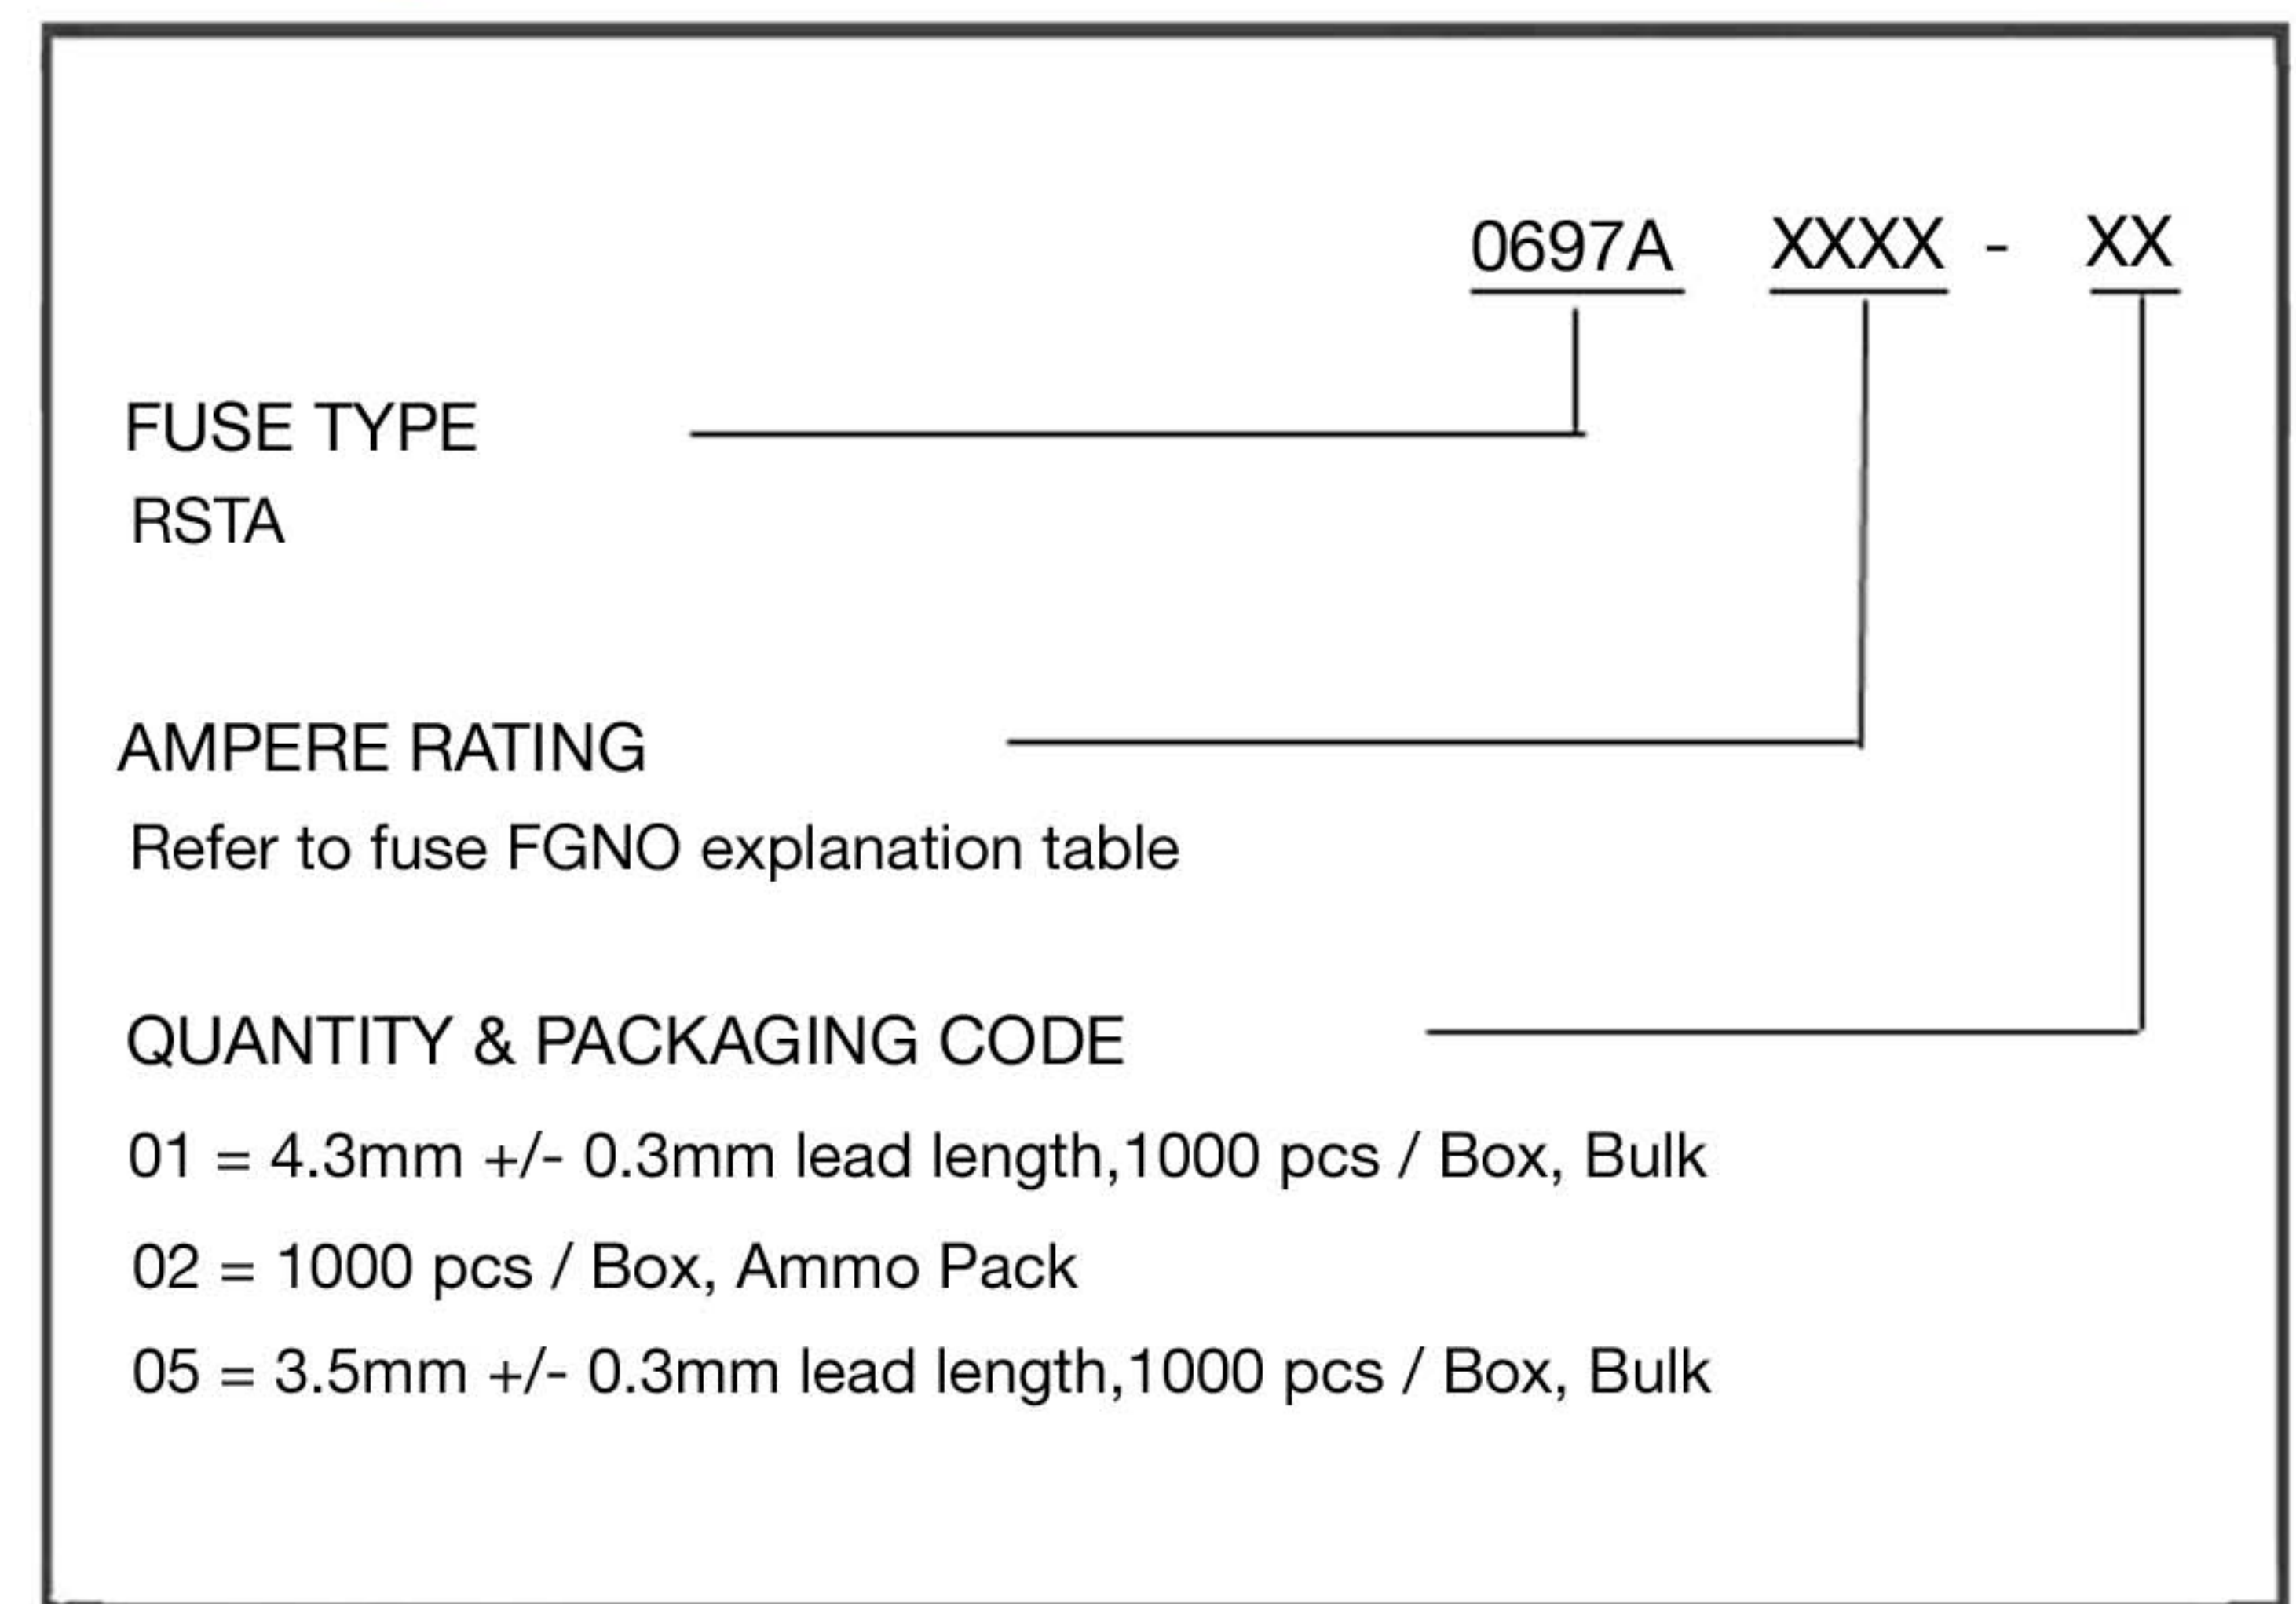 0697A XXXX - XX
FUSE TYPE
RSTA
AMPERE RATING
Refer to fuse FGNO explanation table
QUANTITY & PACKAGING CODE
01 = 4.3mm +/- 0.3mm lead length,1000 pcs / Box, Bulk
02 = 1000 pcs / Box, Ammo Pack
05 = 3.5mm +/- 0.3mm lead length,1000 pcs / Box, Bulk